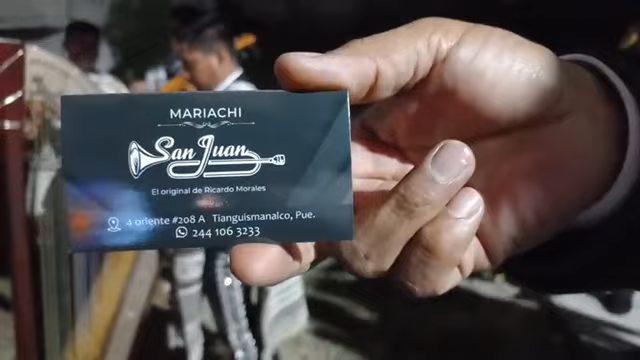 MARIACHI
San Juan
El original de Ricardo Morales
4 oriente #208 A Tianguismanalco, Pue.
244 106 3233